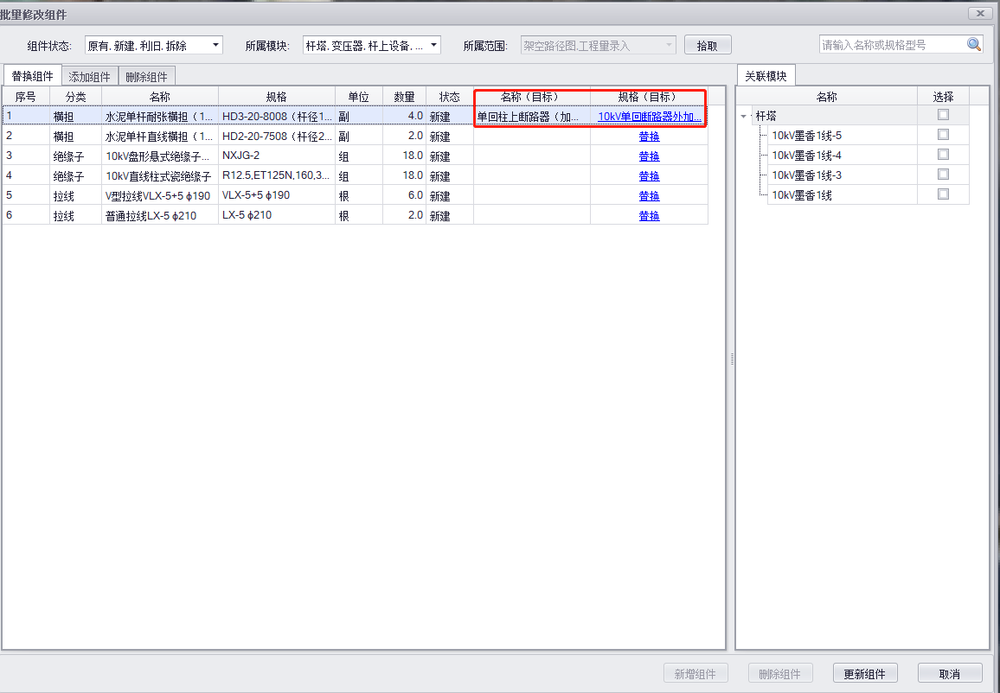 批量修改组件
组件状态: 原有, 新建, 利旧, 拆除 所属模块: 杆塔, 变压器, 杆上设备, ... 所属范围: 架空路径图,工程量录入 拾取 请输入名称或规格型号
替换组件 添加组件 删除组件
序号 分类 名称 规格 单位 数量 状态 名称（目标） 规格（目标）
1 横担 水泥单杆耐张横担（1... HD3-20-8008（杆径1... 副 4.0 新建 单回柱上断路器（加... 10kV单回断路器外加...
2 横担 水泥单杆直线横担（1... HD2-20-7508（杆径2... 副 2.0 新建 替换
3 绝缘子 10kV盘形悬式绝缘子... NXJG-2 组 18.0 新建 替换
4 绝缘子 10kV直线柱式瓷绝缘子 R12.5,ET125N,160,3... 组 18.0 新建 替换
5 拉线 V型拉线VLX-5+5 ϕ190 VLX-5+5 ϕ190 根 6.0 新建 替换
6 拉线 普通拉线LX-5 ϕ210 LX-5 ϕ210 根 2.0 新建 替换
关联模块
名称 选择
杆塔
10kV墨香1线-5
10kV墨香1线-4
10kV墨香1线-3
10kV墨香1线
新增组件 删除组件 更新组件 取消